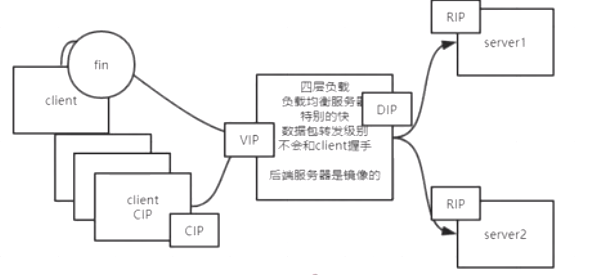 fin
client
client
CIP
CIP
VIP
四层负载
负载均衡服务器
特别的快
数据包转发级别
不会和client握手
后端服务器是镜像的
DIP
RIP
server1
RIP
server2